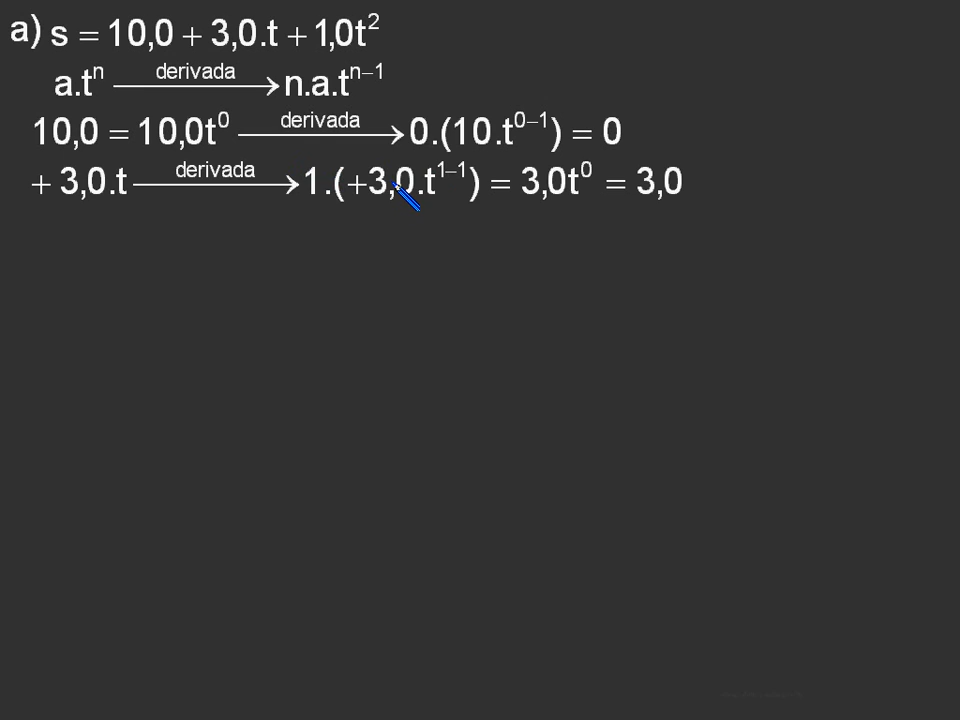 a) s = 10,0 + 3,0.t + 1,0t²
a.tⁿ derivada → n.a.tⁿ⁻¹
10,0 = 10,0t⁰ derivada → 0.(10.t⁰⁻¹) = 0
+ 3,0.t derivada → 1.(+3,0.t¹⁻¹) = 3,0t⁰ = 3,0